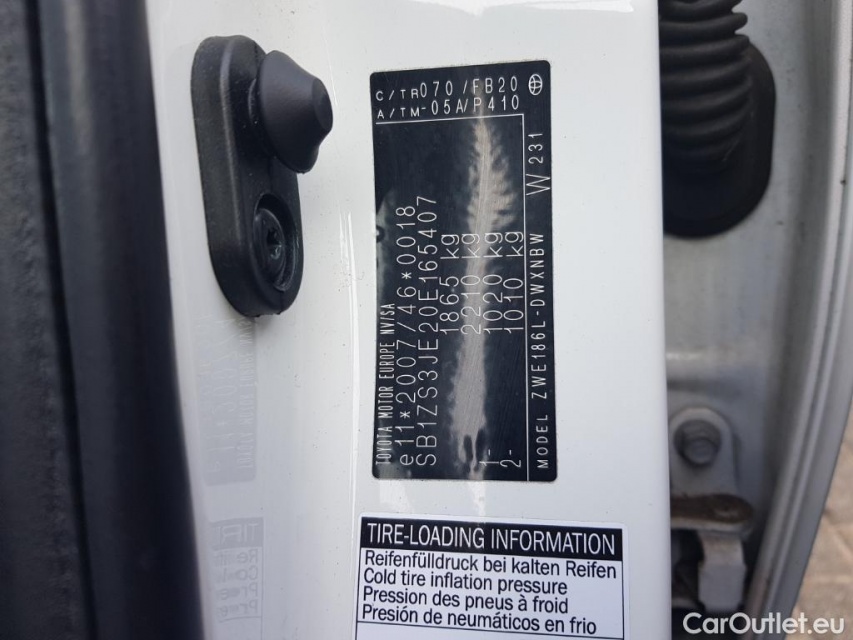 C/TR070/FB20
A/TM-05A/P410
TOYOTA MOTOR EUROPE NV/SA
e11*2007/46*0018
SB1ZS3JE20E165407
1865 kg
2210 kg
1- 1020 kg
2- 1010 kg
MODEL ZWE186L-DWXNBW W231
TIRE-LOADING INFORMATION
Reifenfülldruck bei kalten Reifen
Cold tire inflation pressure
Pression des pneus à froid
Presión de neumáticos en frio
CarOutlet.eu